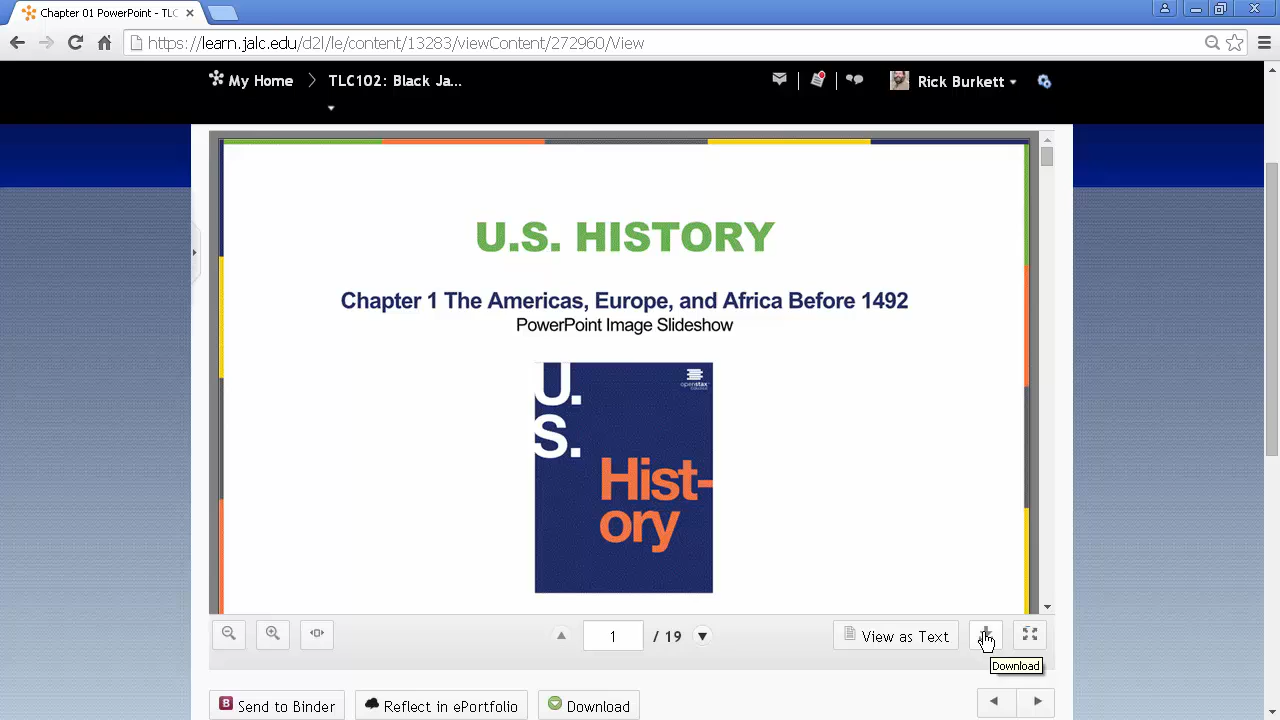 Chapter 01 PowerPoint - TLC
https://learn.jalc.edu/d2l/le/content/13283/viewContent/272960/View
My Home
TLC102: Black Ja...
Rick Burkett
U.S. HISTORY
Chapter 1 The Americas, Europe, and Africa Before 1492
PowerPoint Image Slideshow
openstax
U.
S.
Hist-
ory
1 / 19
View as Text
Download
Send to Binder
Reflect in ePortfolio
Download